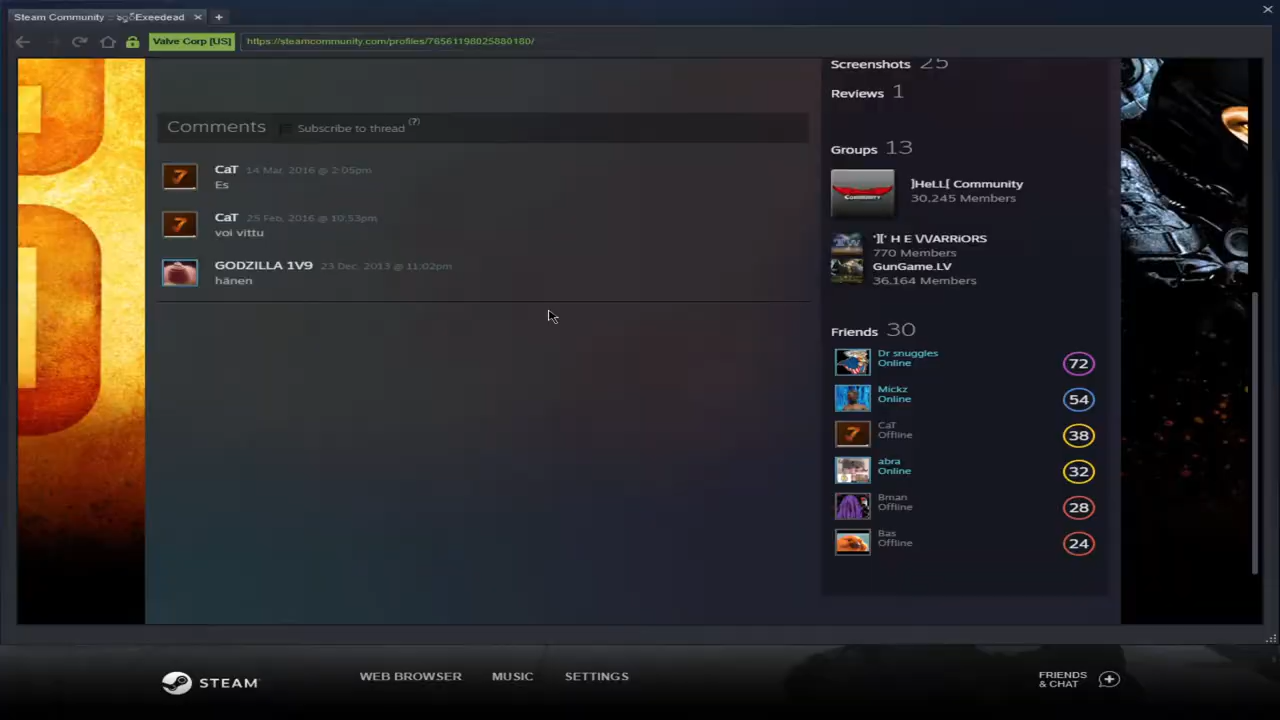 Steam Community :: Exeedead
Valve Corp [US]
https://steamcommunity.com/profiles/76561198025880180/
Screenshots 25
Reviews 1
Comments Subscribe to thread (?)
CaT 14 Mar, 2016 @ 2:05pm
Es
CaT 25 Feb, 2016 @ 10:53pm
voi vittu
GODZILLA 1V9 23 Dec, 2013 @ 11:02pm
hänen
Groups 13
COMMUNITY
]HeLL[ Community
30,245 Members
'][' H E \/\/ARRiORS
770 Members
GunGame.LV
36,164 Members
Friends 30
Dr snuggles
Online
72
Mickz
Online
54
CaT
Offline
38
abra
Online
32
Bman
Offline
28
Bas
Offline
24
STEAM
WEB BROWSER
MUSIC
SETTINGS
FRIENDS
& CHAT